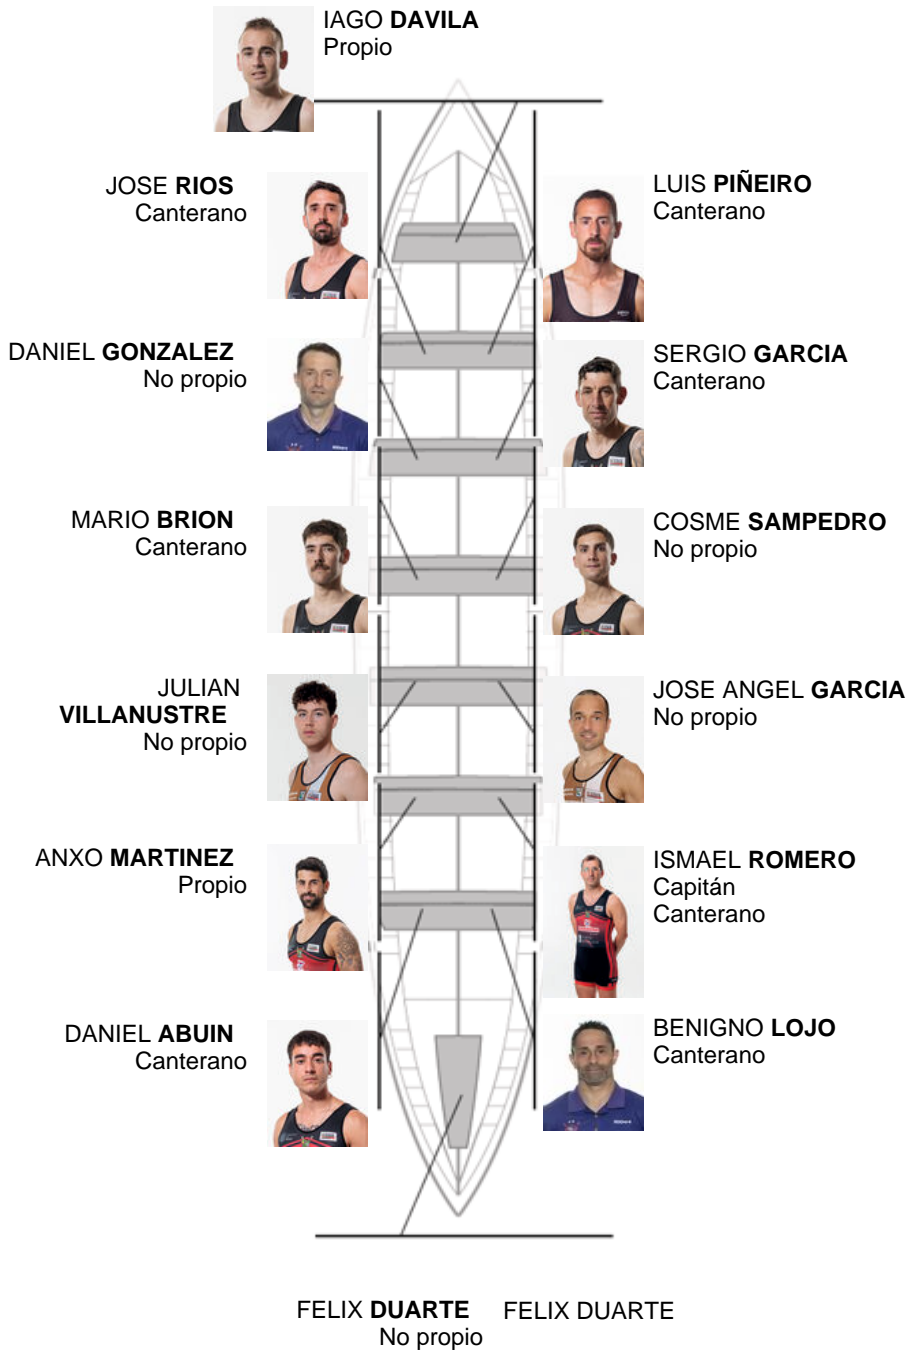 IAGO DAVILA
Propio
JOSE RIOS
Canterano
LUIS PIÑEIRO
Canterano
DANIEL GONZALEZ
No propio
SERGIO GARCIA
Canterano
MARIO BRION
Canterano
COSME SAMPEDRO
No propio
JULIAN
VILLANUSTRE
No propio
JOSE ANGEL GARCIA
No propio
ANXO MARTINEZ
Propio
ISMAEL ROMERO
Capitán
Canterano
DANIEL ABUIN
Canterano
BENIGNO LOJO
Canterano
FELIX DUARTE
No propio
FELIX DUARTE